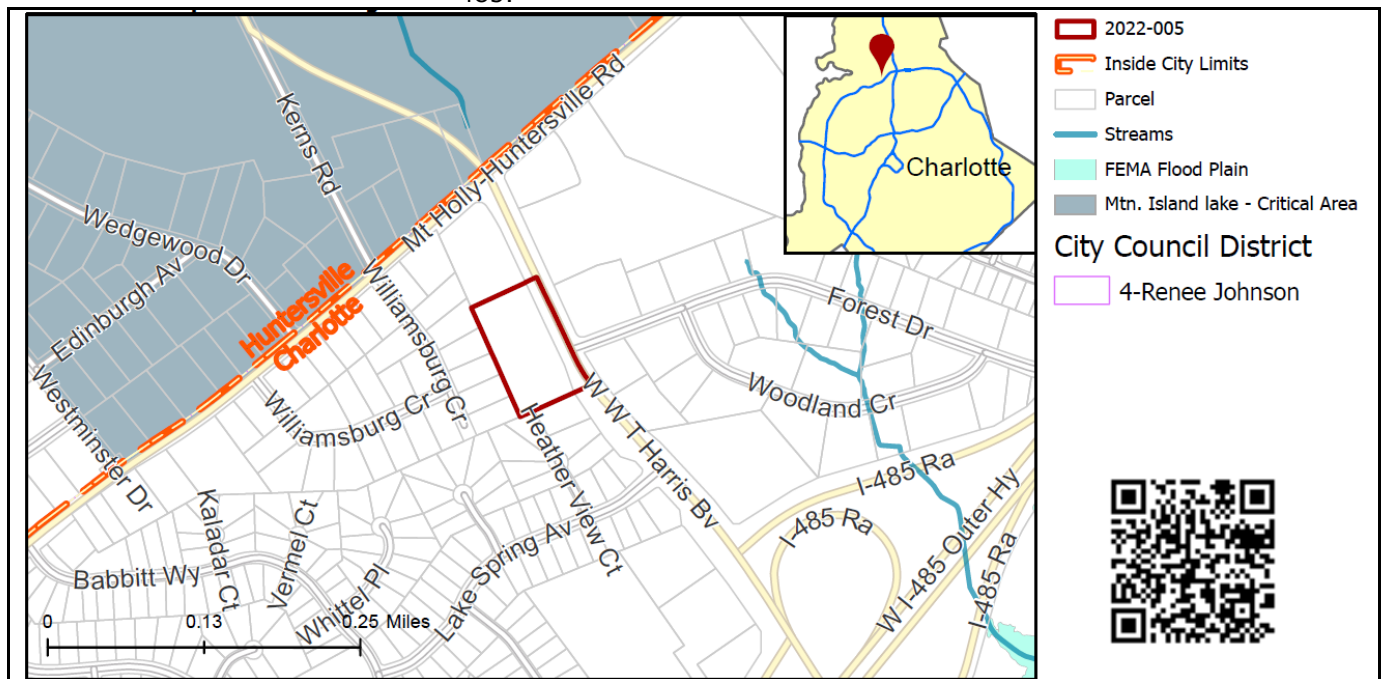 485.
Kerns Rd
Mt Holly-Huntersville Rd
Wedgewood Dr
Edinburgh Av
Huntersville
Charlotte
Williamsburg Cr
Williamsburg Cr
Westminster Dr
Forest Dr
Woodland Cr
W W T Harris Bv
Heather View Ct
I-485 Ra
I-485 Ra
W I-485 Outer Hy
I-485 Ra
Kaladar Ct
Vermel Ct
Babbitt Wy
Whittel Pl
Lake Spring Av
0 0.13 0.25 Miles
Charlotte
2022-005
Inside City Limits
Parcel
Streams
FEMA Flood Plain
Mtn. Island lake - Critical Area
City Council District
4-Renee Johnson